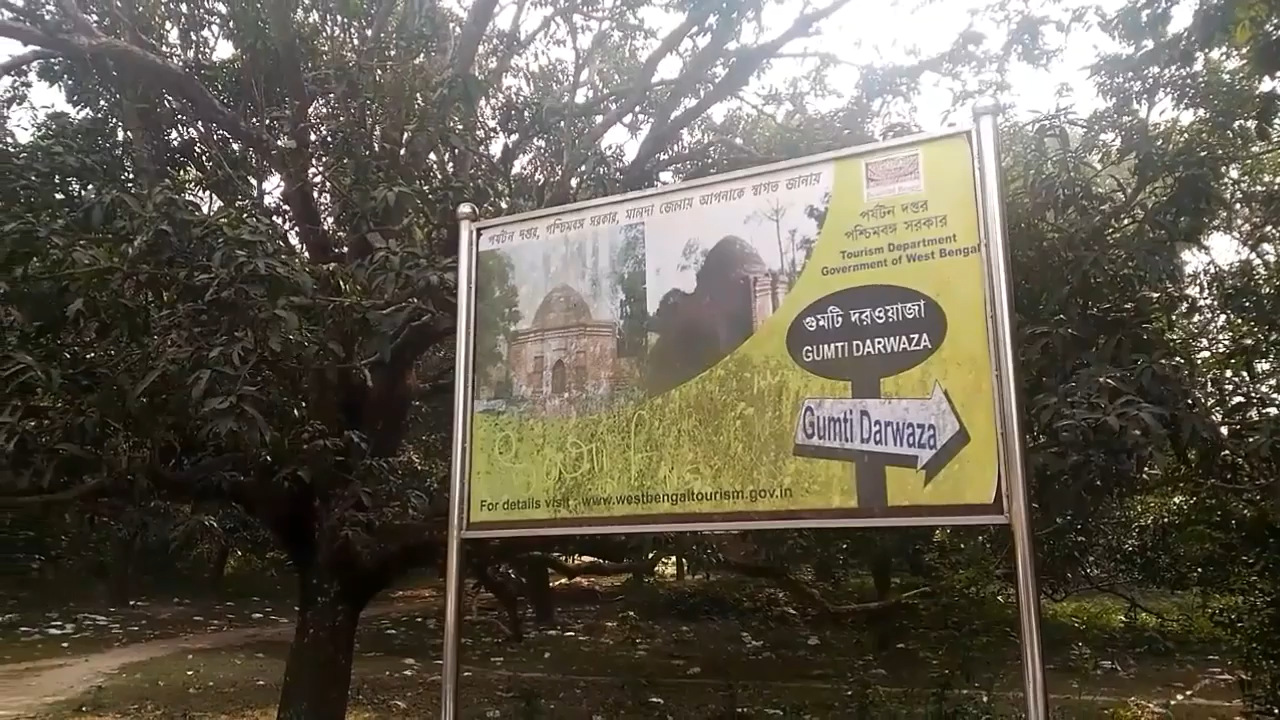 পর্যটন দপ্তর, পশ্চিমবঙ্গ সরকার, মালদা জেলায় আপনাকে স্বাগত জানায়
পর্যটন দপ্তর
পশ্চিমবঙ্গ সরকার
Tourism Department
Government of West Bengal
গুমটি দরওয়াজা
GUMTI DARWAZA
Gumti Darwaza
For details visit : www.westbengaltourism.gov.in